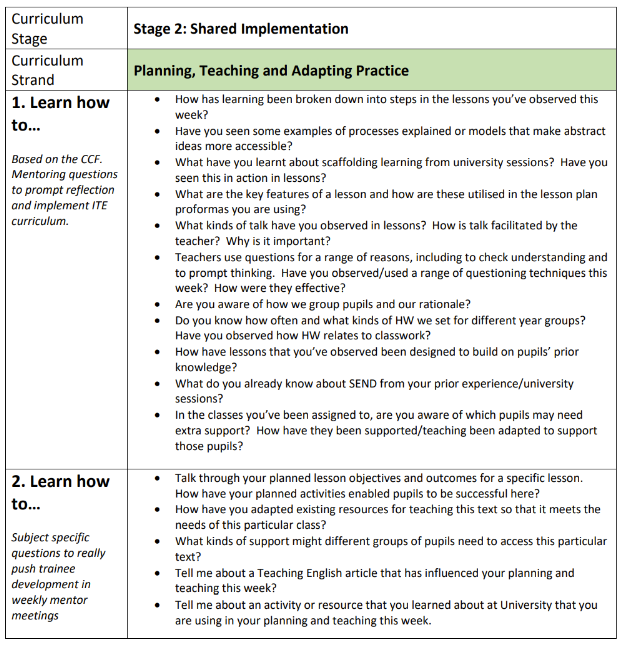 Curriculum
Stage
Stage 2: Shared Implementation
Curriculum
Strand
Planning, Teaching and Adapting Practice
1. Learn how
to...
Based on the CCF.
Mentoring questions
to prompt reflection
and implement ITE
curriculum.
• How has learning been broken down into steps in the lessons you've observed this
week?
• Have you seen some examples of processes explained or models that make abstract
ideas more accessible?
• What have you learnt about scaffolding learning from university sessions? Have you
seen this in action in lessons?
• What are the key features of a lesson and how are these utilised in the lesson plan
proformas you are using?
• What kinds of talk have you observed in lessons? How is talk facilitated by the
teacher? Why is it important?
• Teachers use questions for a range of reasons, including to check understanding and
to prompt thinking. Have you observed/used a range of questioning techniques this
week? How were they effective?
• Are you aware of how we group pupils and our rationale?
• Do you know how often and what kinds of HW we set for different year groups?
Have you observed how HW relates to classwork?
• How have lessons that you've observed been designed to build on pupils' prior
knowledge?
• What do you already know about SEND from your prior experience/university
sessions?
• In the classes you've been assigned to, are you aware of which pupils may need
extra support? How have they been supported/teaching been adapted to support
those pupils?
2. Learn how
to...
Subject specific
questions to really
push trainee
development in
weekly mentor
meetings
• Talk through your planned lesson objectives and outcomes for a specific lesson.
How have your planned activities enabled pupils to be successful here?
• How have you adapted existing resources for teaching this text so that it meets the
needs of this particular class?
• What kinds of support might different groups of pupils need to access this particular
text?
• Tell me about a Teaching English article that has influenced your planning and
teaching this week?
• Tell me about an activity or resource that you learned about at University that you
are using in your planning and teaching this week.